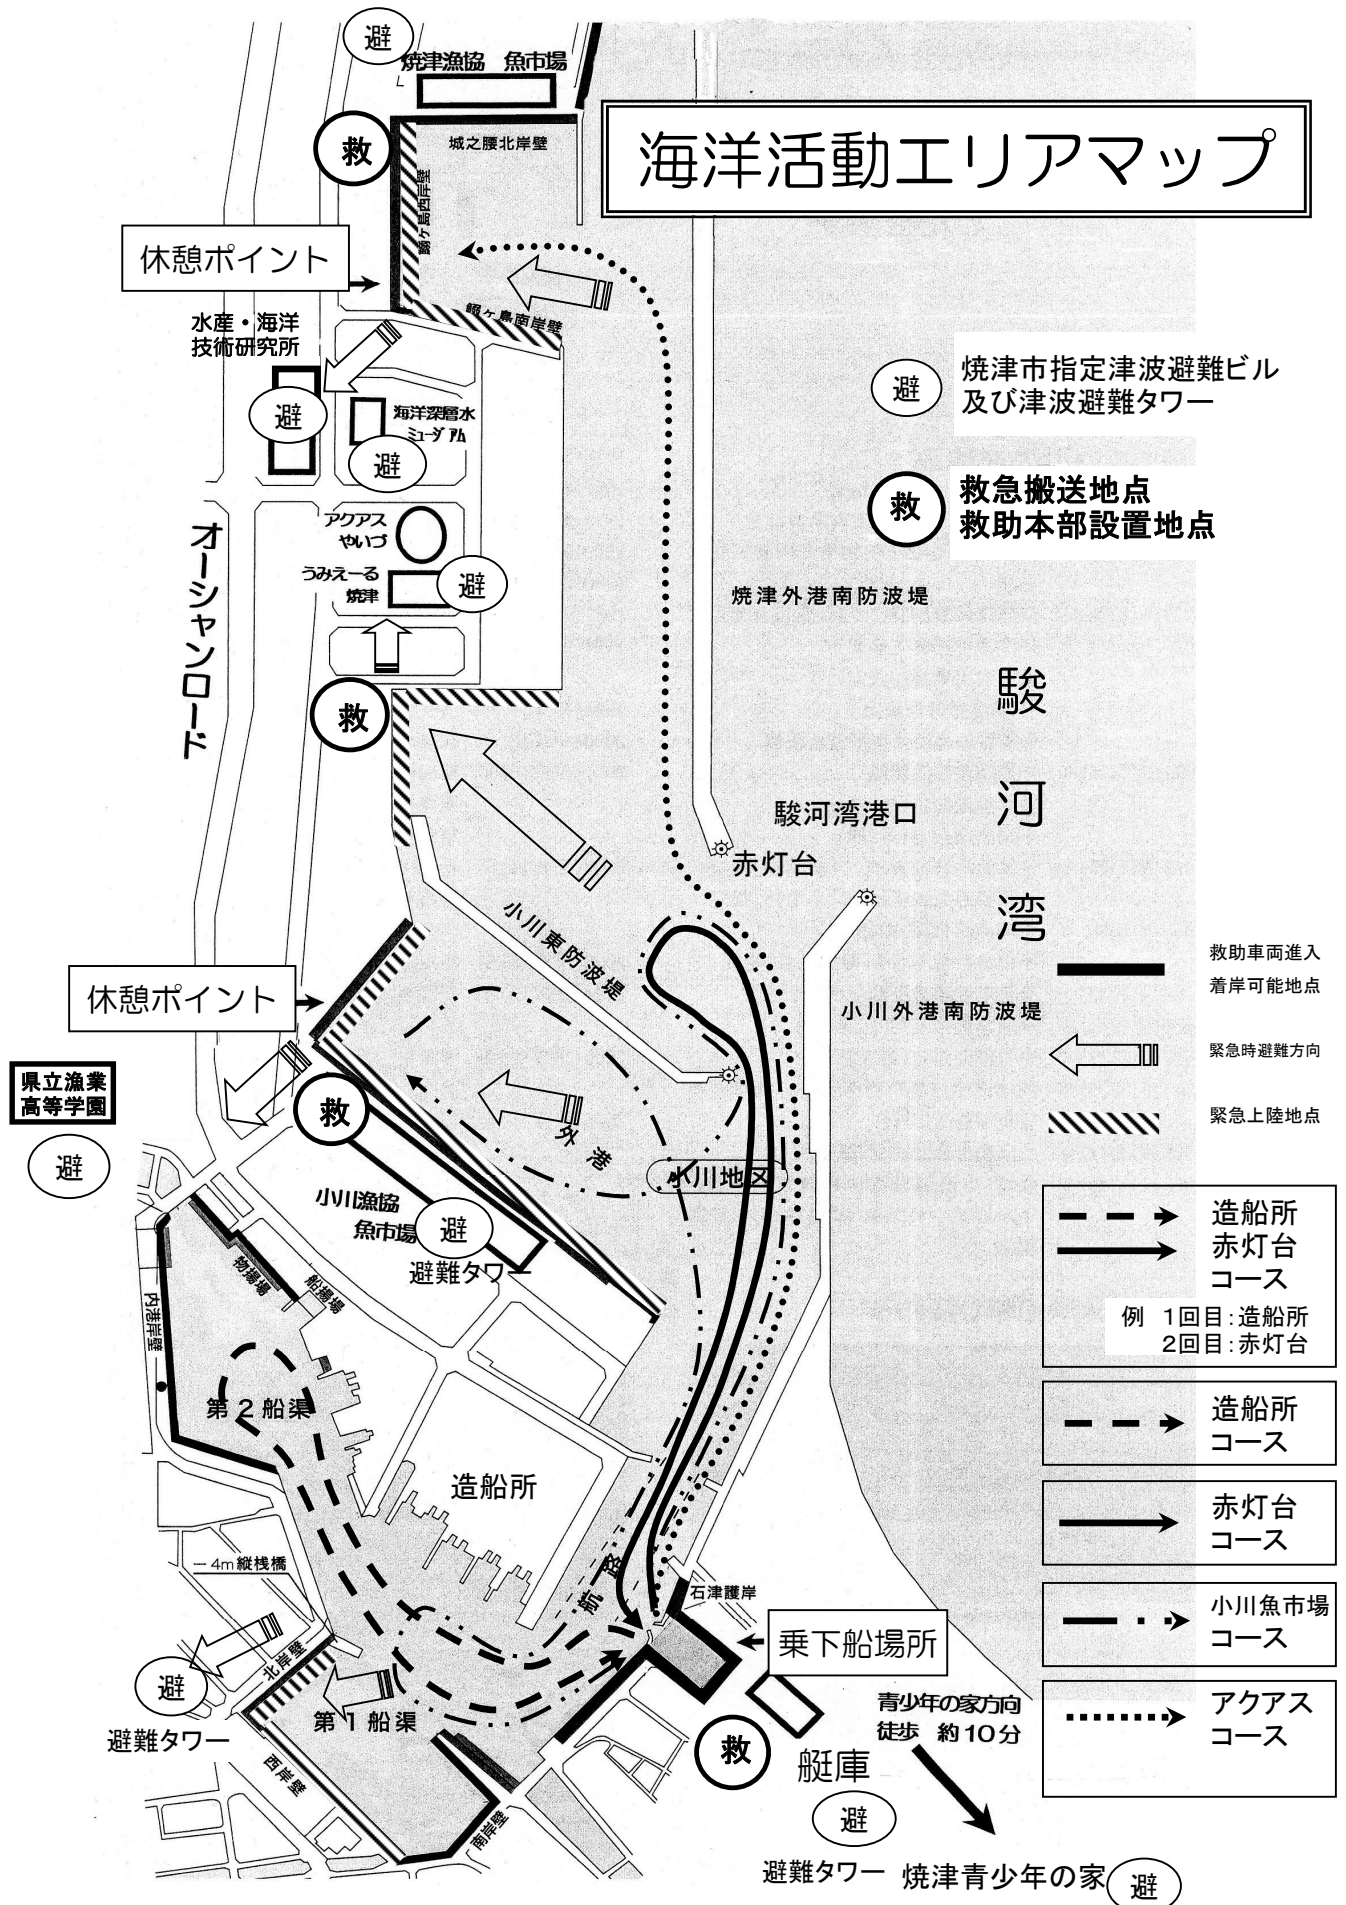 避
焼津漁協 魚市場
海洋活動エリアマップ
救
城之腰北岸壁
鰯ヶ島西岸壁
休憩ポイント
鰯ヶ島南岸壁
水産・海洋
技術研究所
避
海洋深層水
ミュージアム
避
避
焼津市指定津波避難ビル
及び津波避難タワー
救
救急搬送地点
救助本部設置地点
アクアス
やいづ
うみえーる
焼津
避
オーシャンロード
焼津外港南防波堤
駿河湾
救
駿河湾港口
赤灯台
小川東防波堤
休憩ポイント
小川外港南防波堤
救助車両進入
着岸可能地点
緊急時避難方向
緊急上陸地点
県立漁業
高等学園
避
救
外港
小川地区
小川漁協
魚市場
避
避難タワー
物揚場
船揚場
内港岸壁
第2船渠
造船所
造船所
赤灯台
コース
例 1回目:造船所
2回目:赤灯台
造船所
コース
赤灯台
コース
小川魚市場
コース
アクアス
コース
-4m縦桟橋
航路
石津護岸
乗下船場所
北岸壁
避
避難タワー
第1船渠
西岸壁
南岸壁
救
艇庫
青少年の家方向
徒歩 約10分
避
避難タワー
焼津青少年の家
避